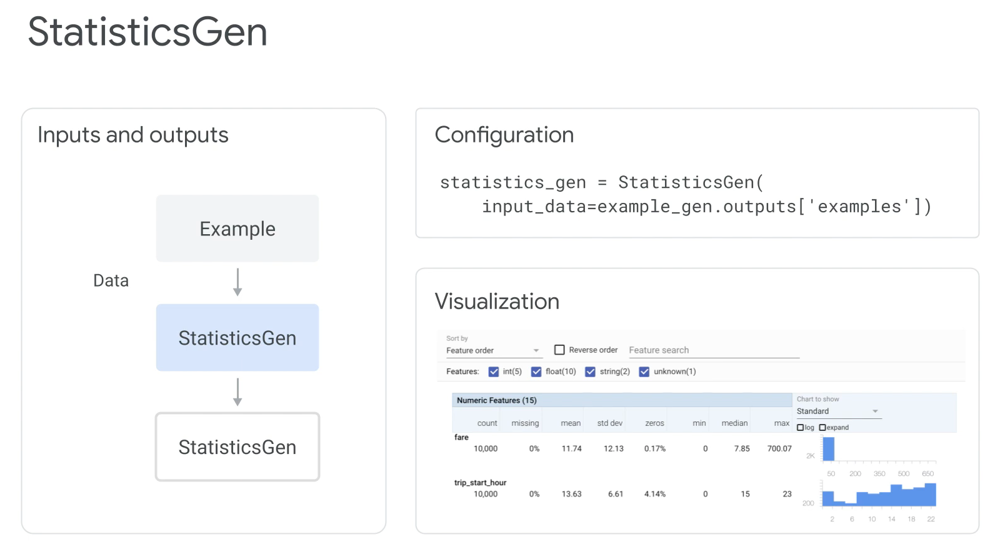 StatisticsGen
Inputs and outputs
Example
Data
StatisticsGen
StatisticsGen
Configuration
statistics_gen = StatisticsGen(
input_data=example_gen.outputs['examples'])
Visualization
Sort by
Feature order Reverse order Feature search
Features: int(5) float(10) string(2) unknown(1)
Numeric Features (15) Chart to show
Standard
count missing mean std dev zeros min median max
log expand
fare
10,000 0% 11.74 12.13 0.17% 0 7.85 700.07
2K
50 200 350 500 650
trip_start_hour
10,000 0% 13.63 6.61 4.14% 0 15 23
200
2 6 10 14 18 22